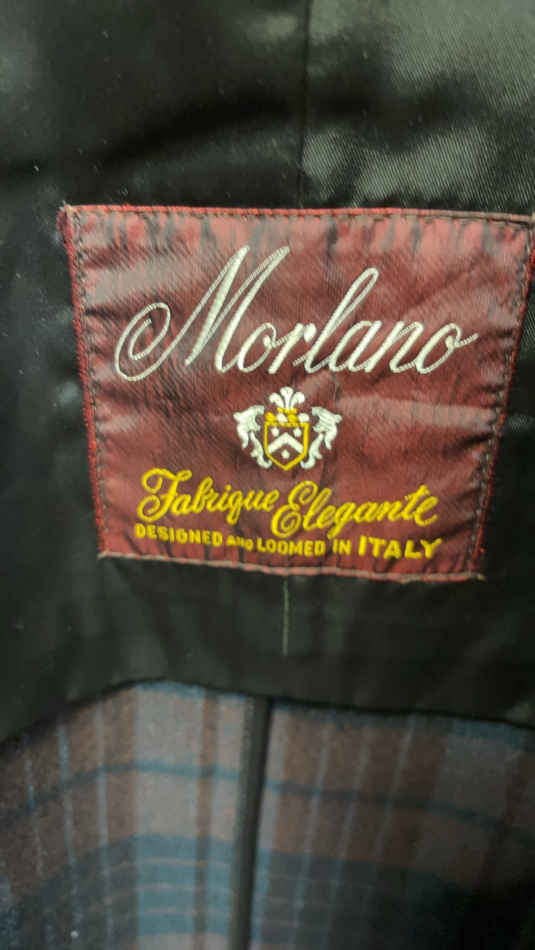 Morlano
Fabrique Elegante
DESIGNED AND LOOMED IN ITALY